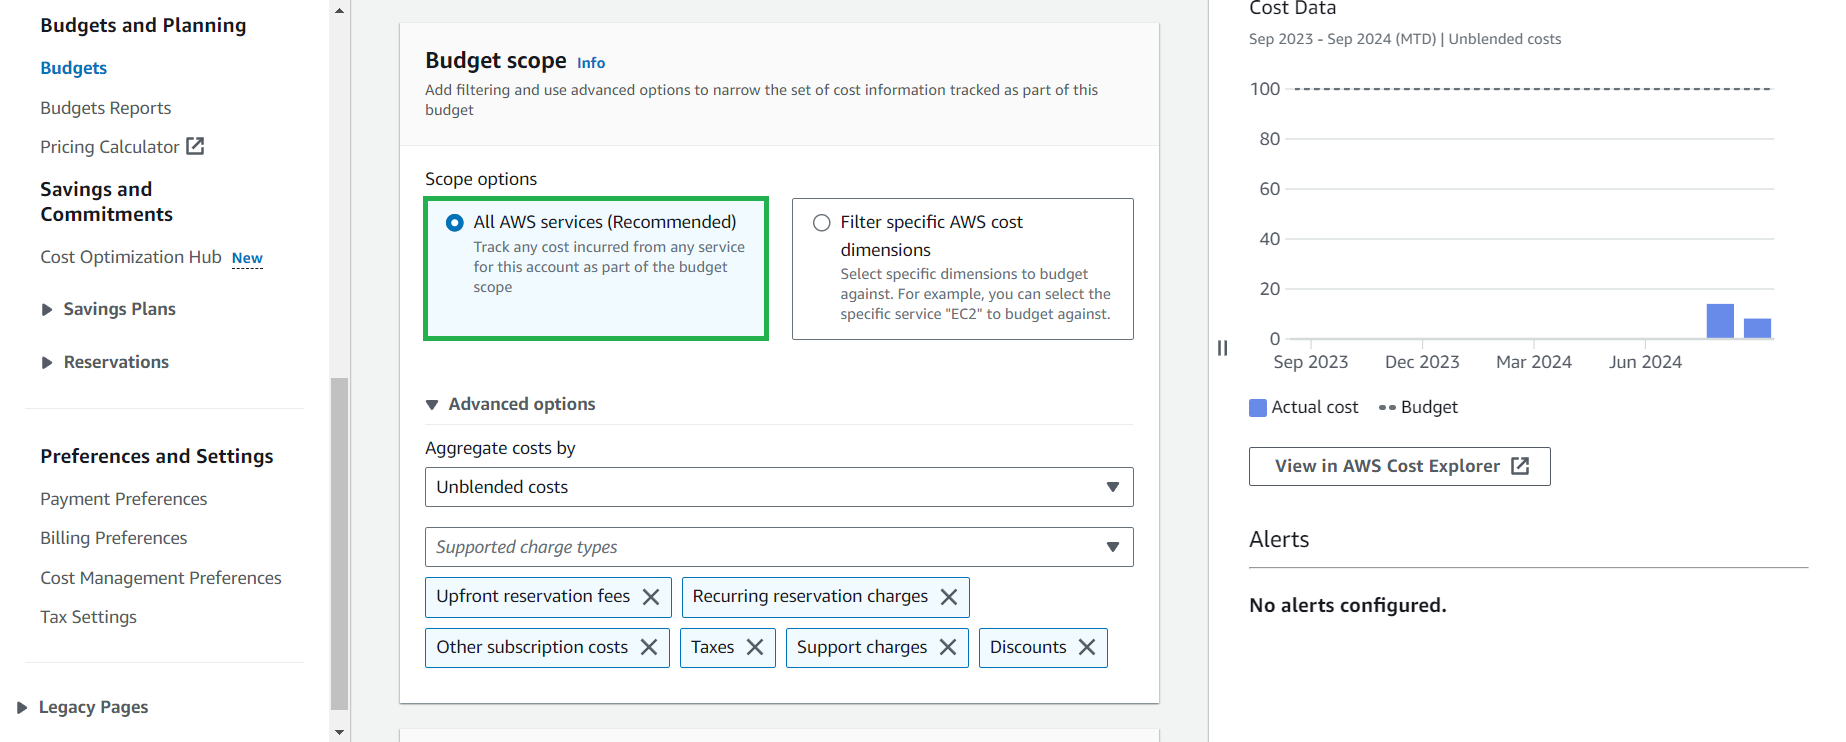 Budgets and Planning
Budgets
Budgets Reports
Pricing Calculator
Savings and
Commitments
Cost Optimization Hub New
Savings Plans
Reservations
Preferences and Settings
Payment Preferences
Billing Preferences
Cost Management Preferences
Tax Settings
Legacy Pages
Budget scope Info
Add filtering and use advanced options to narrow the set of cost information tracked as part of this
budget
Scope options
All AWS services (Recommended)
Track any cost incurred from any service
for this account as part of the budget
scope
Filter specific AWS cost
dimensions
Select specific dimensions to budget
against. For example, you can select the
specific service "EC2" to budget against.
Advanced options
Aggregate costs by
Unblended costs
Supported charge types
Upfront reservation fees
Recurring reservation charges
Other subscription costs
Taxes
Support charges
Discounts
Cost Data
Sep 2023 - Sep 2024 (MTD) | Unblended costs
100
80
60
40
20
0
Sep 2023 Dec 2023 Mar 2024 Jun 2024
Actual cost Budget
View in AWS Cost Explorer
Alerts
No alerts configured.